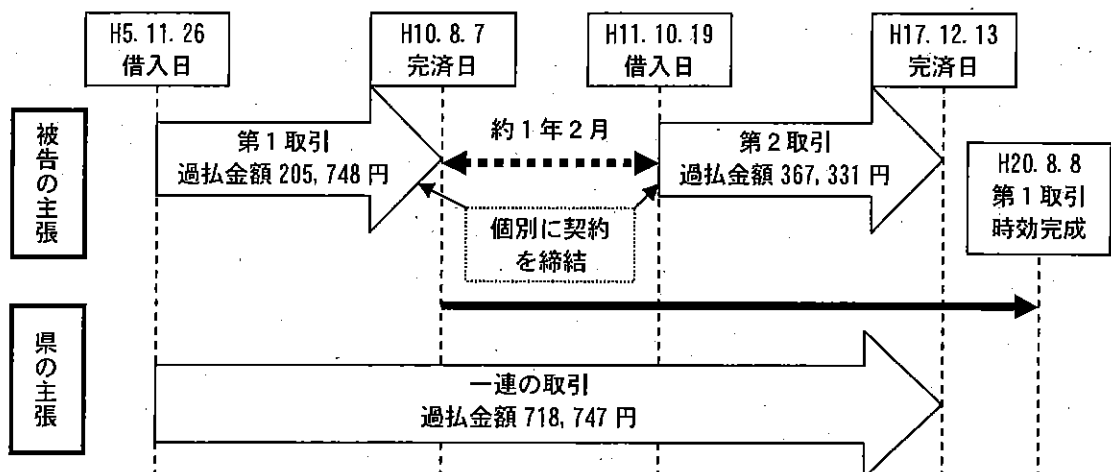 H5.11.26
借入日
H10.8.7
完済日
H11.10.19
借入日
H17.12.13
完済日
被告の主張
第1取引
過払金額 205,748 円
約1年2月
第2取引
過払金額 367,331 円
H20.8.8
第1取引
時効完成
個別に契約
を締結
県の主張
一連の取引
過払金額 718,747 円